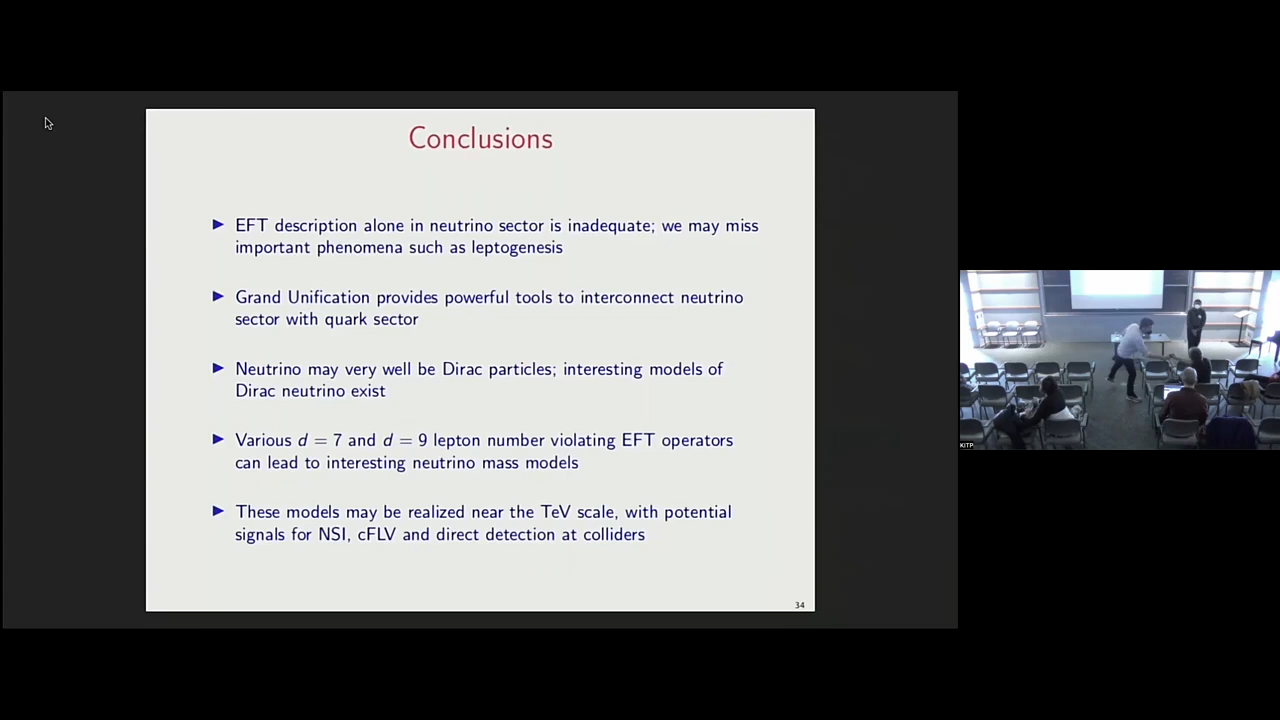 Conclusions
▶ EFT description alone in neutrino sector is inadequate; we may miss
important phenomena such as leptogenesis
▶ Grand Unification provides powerful tools to interconnect neutrino
sector with quark sector
▶ Neutrino may very well be Dirac particles; interesting models of
Dirac neutrino exist
▶ Various d = 7 and d = 9 lepton number violating EFT operators
can lead to interesting neutrino mass models
▶ These models may be realized near the TeV scale, with potential
signals for NSI, cFLV and direct detection at colliders
34
KITP